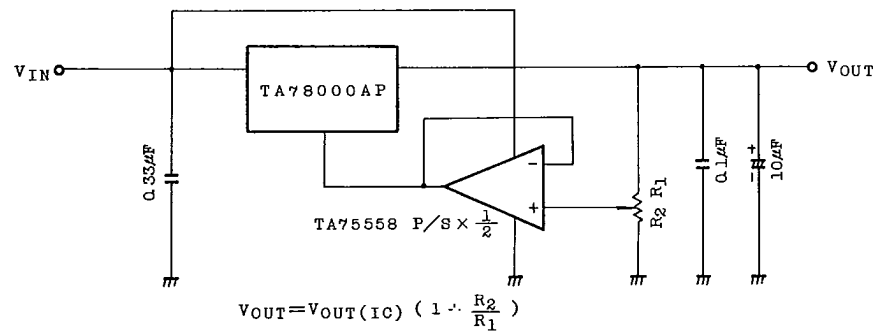 VIN
TA78000AP
VOUT
0.33μF
-
+
R1
R2
0.1μF
+
-
10μF
TA75558 P/S × 1/2
VOUT=VOUT(IC) (1 + R2/R1)